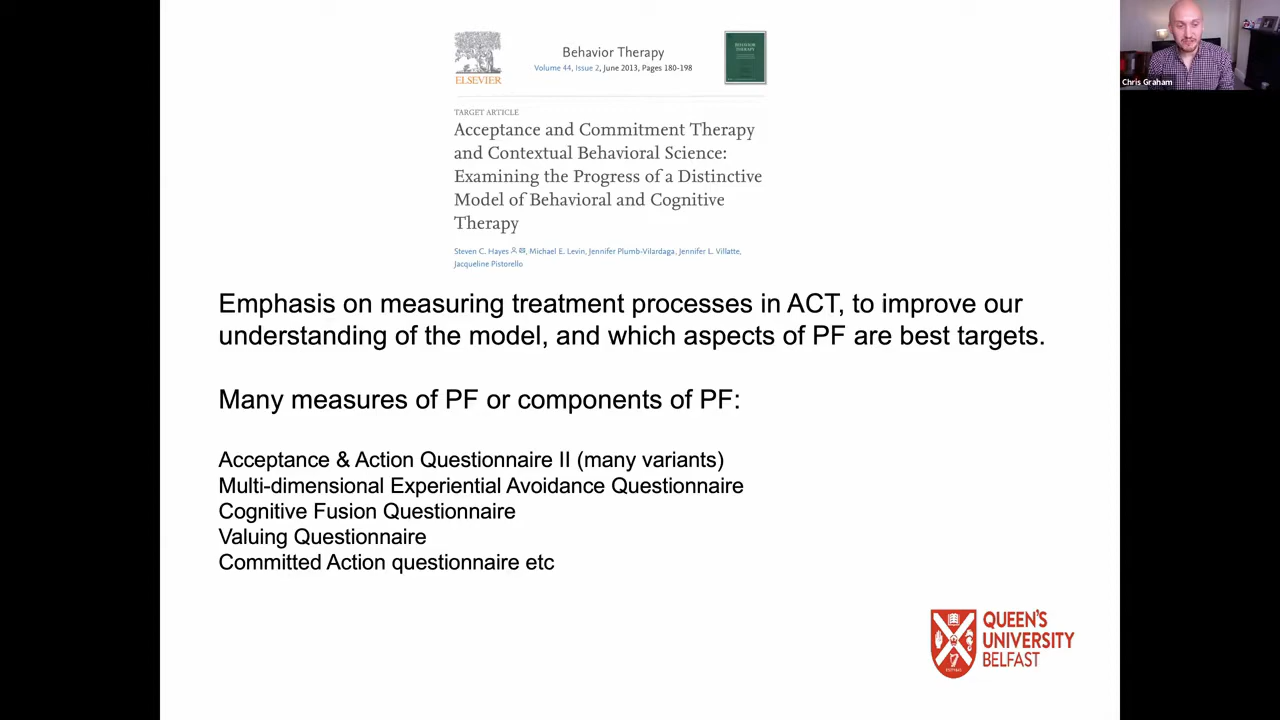 Behavior Therapy
Volume 44, Issue 2, June 2013, Pages 180-198
ELSEVIER
BEHAVIOR
THERAPY
Chris Graham
TARGET ARTICLE
Acceptance and Commitment Therapy
and Contextual Behavioral Science:
Examining the Progress of a Distinctive
Model of Behavioral and Cognitive
Therapy
Steven C. Hayes, Michael E. Levin, Jennifer Plumb-Vilardaga, Jennifer L. Villatte,
Jacqueline Pistorello
Emphasis on measuring treatment processes in ACT, to improve our
understanding of the model, and which aspects of PF are best targets.
Many measures of PF or components of PF:
Acceptance & Action Questionnaire II (many variants)
Multi-dimensional Experiential Avoidance Questionnaire
Cognitive Fusion Questionnaire
Valuing Questionnaire
Committed Action questionnaire etc
QUEEN'S
UNIVERSITY
BELFAST